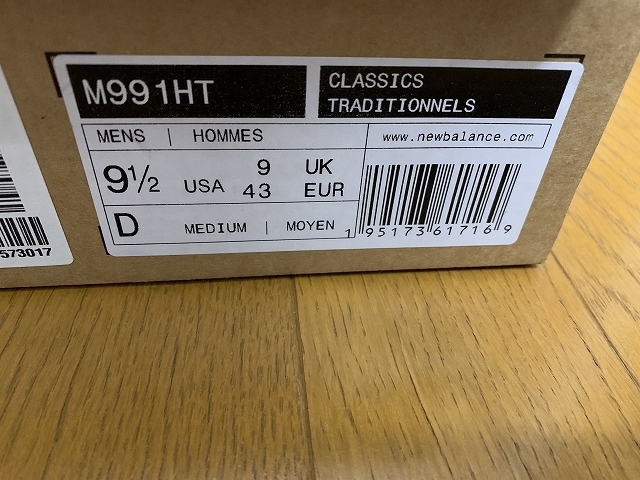 M991HT
CLASSICS
TRADITIONNELS
MENS | HOMMES
www.newbalance.com
9½ USA 9 UK
43 EUR
D MEDIUM | MOYEN
1 95173 61716 9
573017